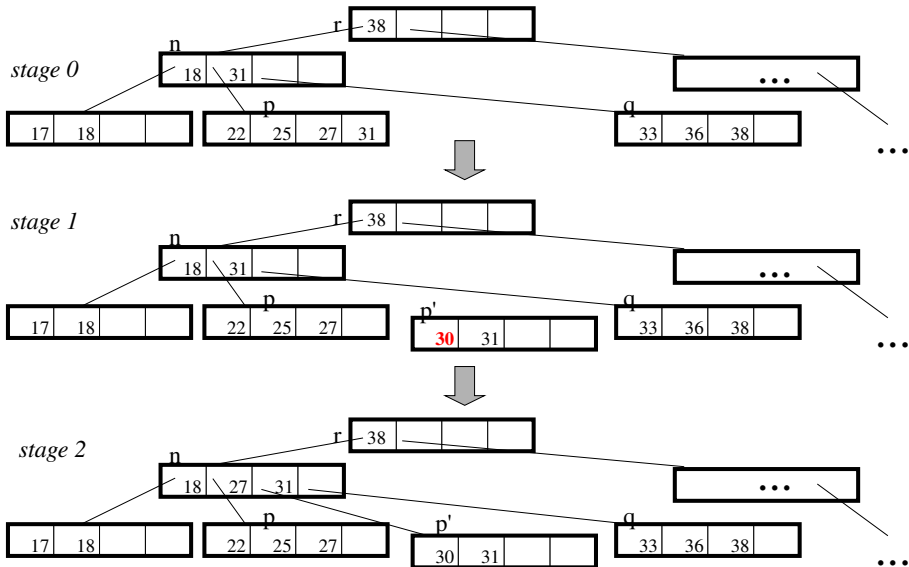 r 38
n
stage 0
18 31 ...
p q
17 18 22 25 27 31 33 36 38
...
r 38
stage 1
n
18 31 ...
p p' q
17 18 22 25 27 30 31 33 36 38
...
r 38
stage 2
n
18 27 31 ...
p p' q
17 18 22 25 27 30 31 33 36 38
...